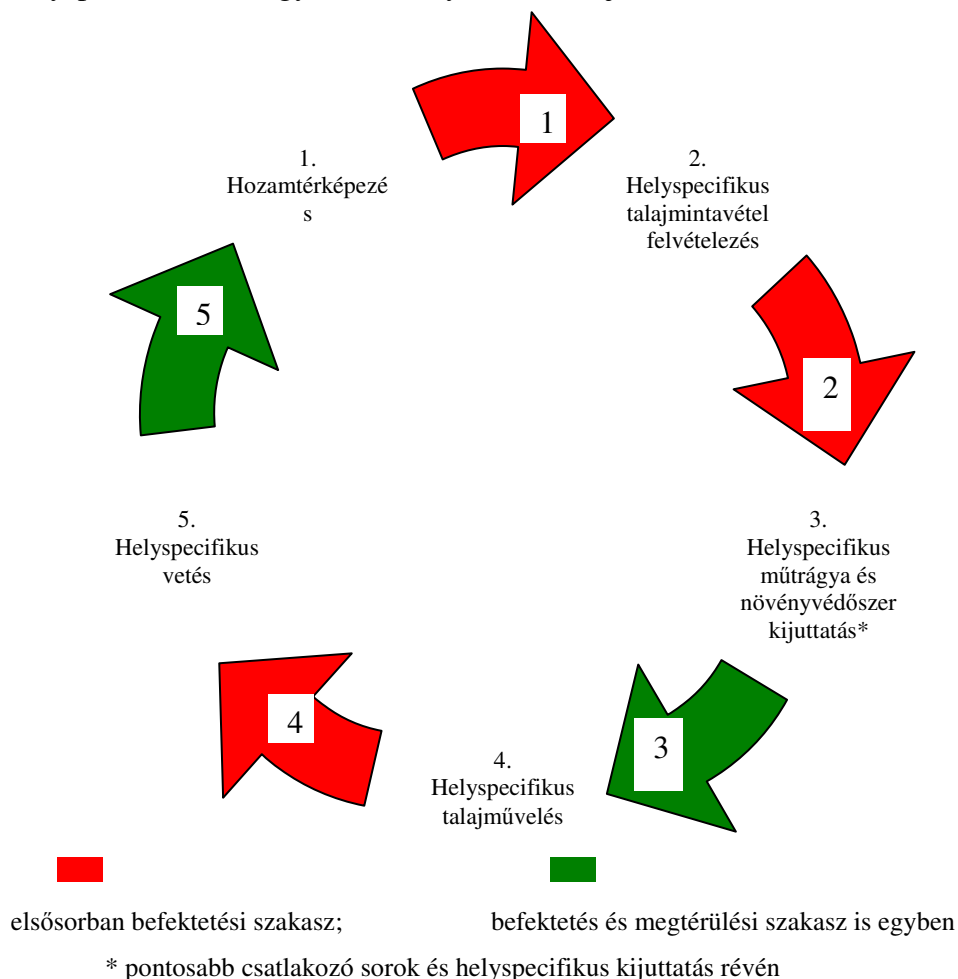 1
1.
Hozamtérképezé
s
2.
Helyspecifikus
talajmintavétel
felvételezés
5
2
5.
Helyspecifikus
vetés
3.
Helyspecifikus
műtrágya és
növényvédőszer
kijuttatás*
4
3
4.
Helyspecifikus
talajművelés
elsősorban befektetési szakasz;
befektetés és megtérülési szakasz is egyben
* pontosabb csatlakozó sorok és helyspecifikus kijuttatás révén